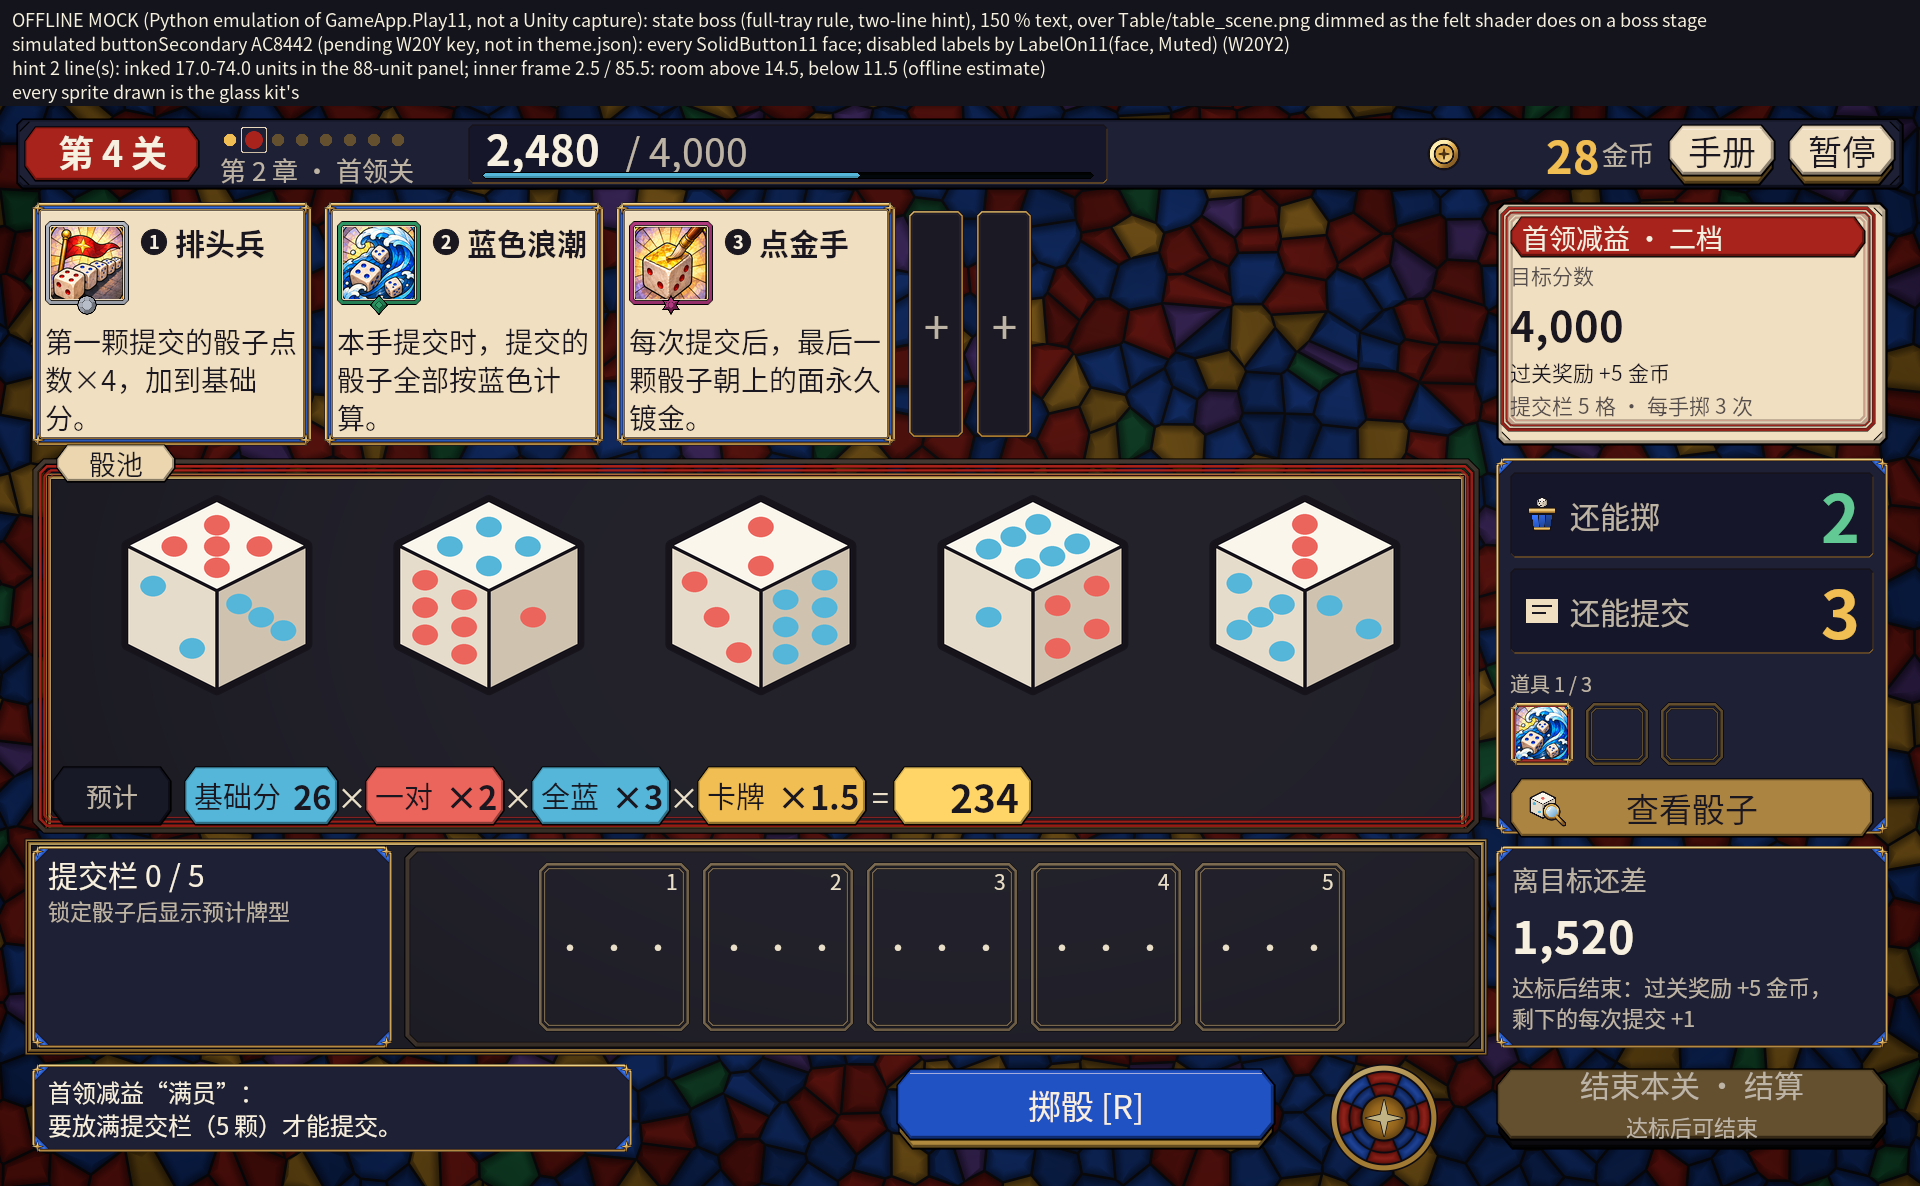 OFFLINE MOCK (Python emulation of GameApp.Play11, not a Unity capture): state boss (full-tray rule, two-line hint), 150 % text, over Table/table_scene.png dimmed as the felt shader does on a boss stage
simulated buttonSecondary AC8442 (pending W20Y key, not in theme.json): every SolidButton11 face; disabled labels by LabelOn11(face, Muted) (W20Y2)
hint 2 line(s): inked 17.0-74.0 units in the 88-unit panel; inner frame 2.5 / 85.5: room above 14.5, below 11.5 (offline estimate)
every sprite drawn is the glass kit's
第 4 关
第 2 章 · 首领关
2,480 / 4,000
28 金币
手册
暂停
1 排头兵
第一颗提交的骰子点
数×4，加到基础
分。
2 蓝色浪潮
本手提交时，提交的
骰子全部按蓝色计
算。
3 点金手
每次提交后，最后一
颗骰子朝上的面永久
镀金。
+
+
首领减益 · 二档
目标分数
4,000
过关奖励 +5 金币
提交栏 5 格 · 每手掷 3 次
骰池
还能掷 2
还能提交 3
道具 1 / 3
查看骰子
预计 基础分 26 × 一对 ×2 × 全蓝 ×3 × 卡牌 ×1.5 = 234
提交栏 0 / 5
锁定骰子后显示预计牌型
1
2
3
4
5
离目标还差
1,520
达标后结束：过关奖励 +5 金币，
剩下的每次提交 +1
首领减益“满员”：
要放满提交栏（5 颗）才能提交。
掷骰 [R]
结束本关 · 结算
达标后可结束